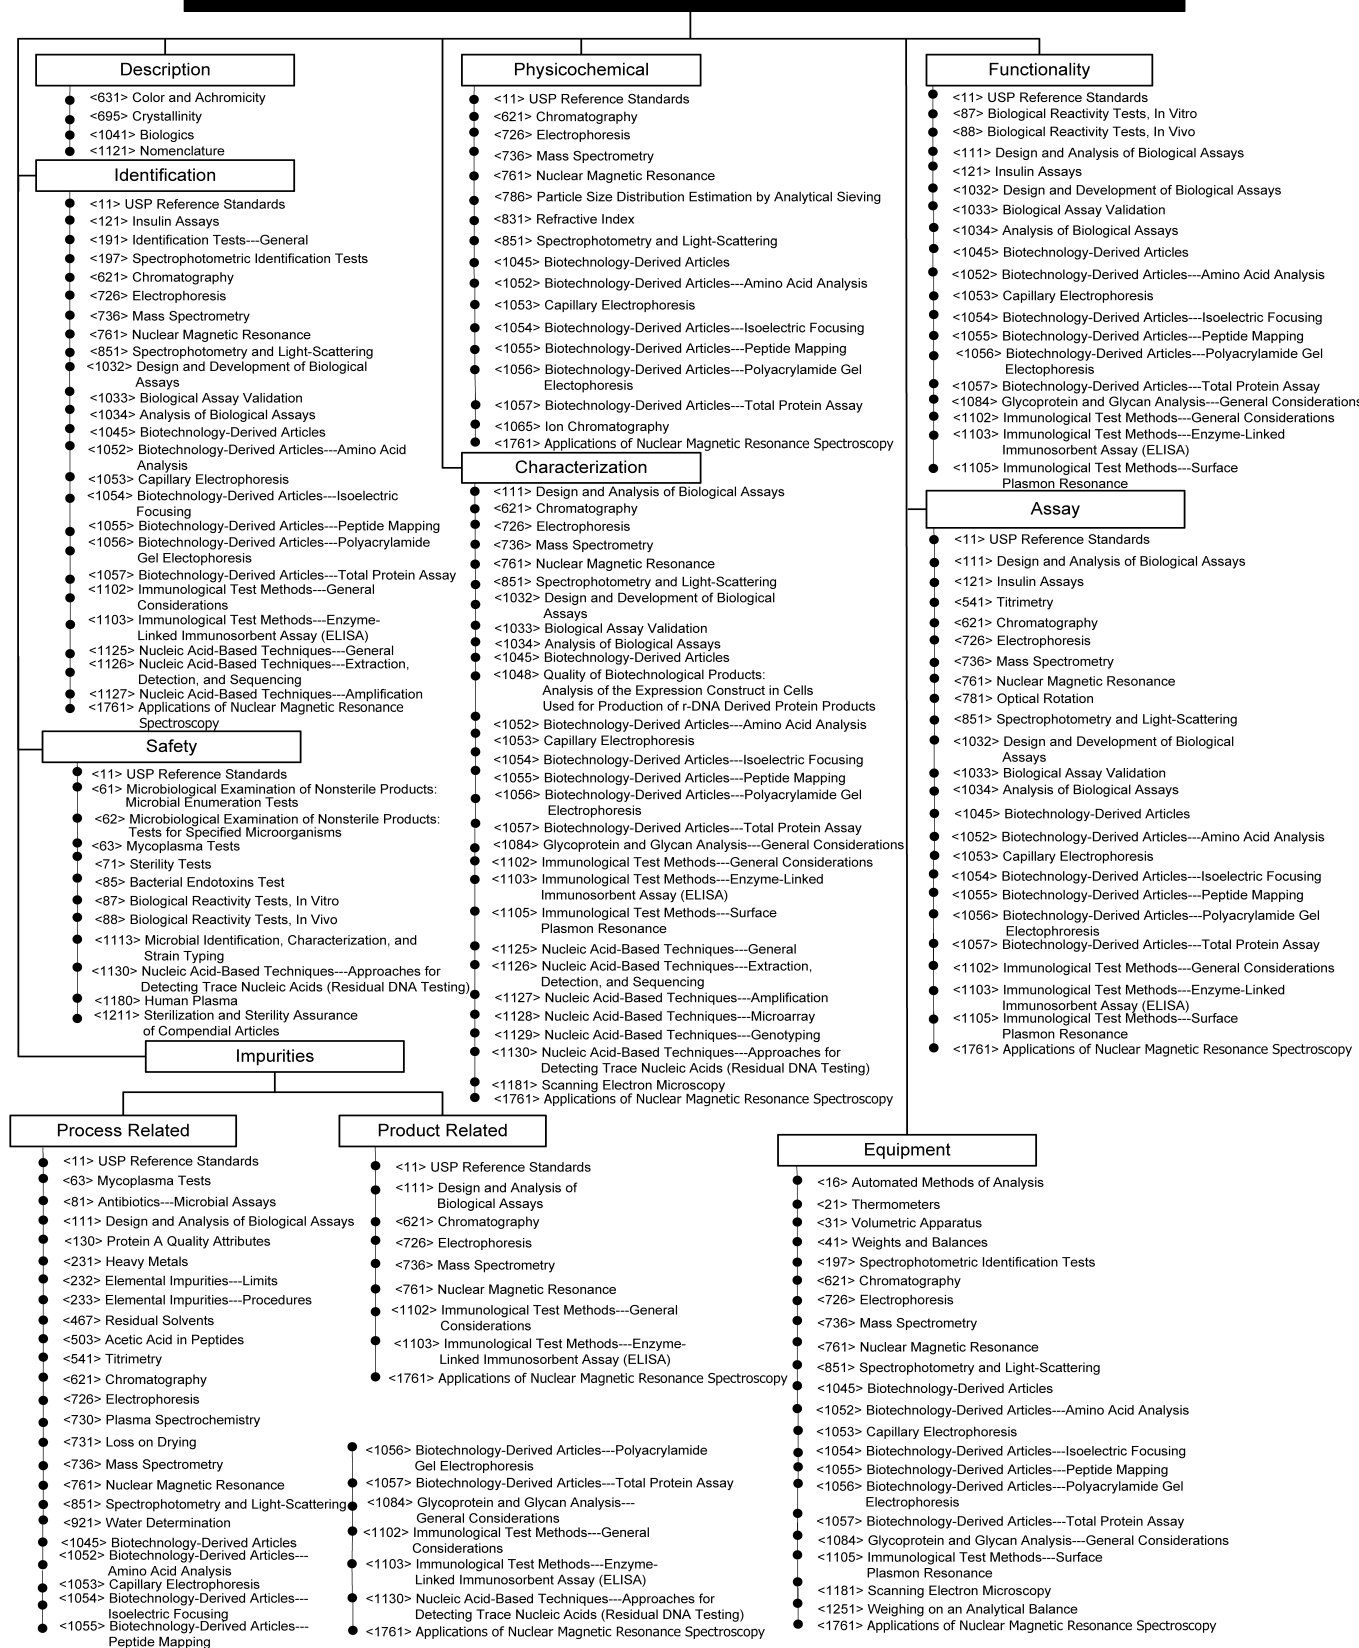 Description
<631> Color and Achromicity
<695> Crystallinity
<1041> Biologics
<1121> Nomenclature
Identification
<11> USP Reference Standards
<121> Insulin Assays
<191> Identification Tests---General
<197> Spectrophotometric Identification Tests
<621> Chromatography
<726> Electrophoresis
<736> Mass Spectrometry
<761> Nuclear Magnetic Resonance
<851> Spectrophotometry and Light-Scattering
<1032> Design and Development of Biological
Assays
<1033> Biological Assay Validation
<1034> Analysis of Biological Assays
<1045> Biotechnology-Derived Articles
<1052> Biotechnology-Derived Articles---Amino Acid
Analysis
<1053> Capillary Electrophoresis
<1054> Biotechnology-Derived Articles---Isoelectric
Focusing
<1055> Biotechnology-Derived Articles---Peptide Mapping
<1056> Biotechnology-Derived Articles---Polyacrylamide
Gel Electophoresis
<1057> Biotechnology-Derived Articles---Total Protein Assay
<1102> Immunological Test Methods---General
Considerations
<1103> Immunological Test Methods---Enzyme-
Linked Immunosorbent Assay (ELISA)
<1125> Nucleic Acid-Based Techniques---General
<1126> Nucleic Acid-Based Techniques---Extraction,
Detection, and Sequencing
<1127> Nucleic Acid-Based Techniques---Amplification
<1761> Applications of Nuclear Magnetic Resonance
Spectroscopy
Safety
<11> USP Reference Standards
<61> Microbiological Examination of Nonsterile Products:
Microbial Enumeration Tests
<62> Microbiological Examination of Nonsterile Products:
Tests for Specified Microorganisms
<63> Mycoplasma Tests
<71> Sterility Tests
<85> Bacterial Endotoxins Test
<87> Biological Reactivity Tests, In Vitro
<88> Biological Reactivity Tests, In Vivo
<1113> Microbial Identification, Characterization, and
Strain Typing
<1130> Nucleic Acid-Based Techniques---Approaches for
Detecting Trace Nucleic Acids (Residual DNA Testing)
<1180> Human Plasma
<1211> Sterilization and Sterility Assurance
of Compendial Articles
Impurities
Process Related
<11> USP Reference Standards
<63> Mycoplasma Tests
<81> Antibiotics---Microbial Assays
<111> Design and Analysis of Biological Assays
<130> Protein A Quality Attributes
<231> Heavy Metals
<232> Elemental Impurities---Limits
<233> Elemental Impurities---Procedures
<467> Residual Solvents
<503> Acetic Acid in Peptides
<541> Titrimetry
<621> Chromatography
<726> Electrophoresis
<730> Plasma Spectrochemistry
<731> Loss on Drying
<736> Mass Spectrometry
<761> Nuclear Magnetic Resonance
<851> Spectrophotometry and Light-Scattering
<921> Water Determination
<1045> Biotechnology-Derived Articles
<1052> Biotechnology-Derived Articles---
Amino Acid Analysis
<1053> Capillary Electrophoresis
<1054> Biotechnology-Derived Articles---
Isoelectric Focusing
<1055> Biotechnology-Derived Articles---
Peptide Mapping
<1056> Biotechnology-Derived Articles---Polyacrylamide
Gel Electrophoresis
<1057> Biotechnology-Derived Articles---Total Protein Assay
<1084> Glycoprotein and Glycan Analysis---
General Considerations
<1102> Immunological Test Methods---General
Considerations
<1103> Immunological Test Methods---Enzyme-
Linked Immunosorbent Assay (ELISA)
<1130> Nucleic Acid-Based Techniques---Approaches for
Detecting Trace Nucleic Acids (Residual DNA Testing)
<1761> Applications of Nuclear Magnetic Resonance Spectroscopy
Product Related
<11> USP Reference Standards
<111> Design and Analysis of
Biological Assays
<621> Chromatography
<726> Electrophoresis
<736> Mass Spectrometry
<761> Nuclear Magnetic Resonance
<1102> Immunological Test Methods---General
Considerations
<1103> Immunological Test Methods---Enzyme-
Linked Immunosorbent Assay (ELISA)
<1761> Applications of Nuclear Magnetic Resonance Spectroscopy
Physicochemical
<11> USP Reference Standards
<621> Chromatography
<726> Electrophoresis
<736> Mass Spectrometry
<761> Nuclear Magnetic Resonance
<786> Particle Size Distribution Estimation by Analytical Sieving
<831> Refractive Index
<851> Spectrophotometry and Light-Scattering
<1045> Biotechnology-Derived Articles
<1052> Biotechnology-Derived Articles---Amino Acid Analysis
<1053> Capillary Electrophoresis
<1054> Biotechnology-Derived Articles---Isoelectric Focusing
<1055> Biotechnology-Derived Articles---Peptide Mapping
<1056> Biotechnology-Derived Articles---Polyacrylamide Gel
Electophoresis
<1057> Biotechnology-Derived Articles---Total Protein Assay
<1065> Ion Chromatography
<1761> Applications of Nuclear Magnetic Resonance Spectroscopy
Characterization
<111> Design and Analysis of Biological Assays
<621> Chromatography
<726> Electrophoresis
<736> Mass Spectrometry
<761> Nuclear Magnetic Resonance
<851> Spectrophotometry and Light-Scattering
<1032> Design and Development of Biological
Assays
<1033> Biological Assay Validation
<1034> Analysis of Biological Assays
<1045> Biotechnology-Derived Articles
<1048> Quality of Biotechnological Products:
Analysis of the Expression Construct in Cells
Used for Production of r-DNA Derived Protein Products
<1052> Biotechnology-Derived Articles---Amino Acid Analysis
<1053> Capillary Electrophoresis
<1054> Biotechnology-Derived Articles---Isoelectric Focusing
<1055> Biotechnology-Derived Articles---Peptide Mapping
<1056> Biotechnology-Derived Articles---Polyacrylamide Gel
Electrophoresis
<1057> Biotechnology-Derived Articles---Total Protein Assay
<1084> Glycoprotein and Glycan Analysis---General Considerations
<1102> Immunological Test Methods---General Considerations
<1103> Immunological Test Methods---Enzyme-Linked
Immunosorbent Assay (ELISA)
<1105> Immunological Test Methods---Surface
Plasmon Resonance
<1125> Nucleic Acid-Based Techniques---General
<1126> Nucleic Acid-Based Techniques---Extraction,
Detection, and Sequencing
<1127> Nucleic Acid-Based Techniques---Amplification
<1128> Nucleic Acid-Based Techniques---Microarray
<1129> Nucleic Acid-Based Techniques---Genotyping
<1130> Nucleic Acid-Based Techniques---Approaches for
Detecting Trace Nucleic Acids (Residual DNA Testing)
<1181> Scanning Electron Microscopy
<1761> Applications of Nuclear Magnetic Resonance Spectroscopy
Functionality
<11> USP Reference Standards
<87> Biological Reactivity Tests, In Vitro
<88> Biological Reactivity Tests, In Vivo
<111> Design and Analysis of Biological Assays
<121> Insulin Assays
<1032> Design and Development of Biological Assays
<1033> Biological Assay Validation
<1034> Analysis of Biological Assays
<1045> Biotechnology-Derived Articles
<1052> Biotechnology-Derived Articles---Amino Acid Analysis
<1053> Capillary Electrophoresis
<1054> Biotechnology-Derived Articles---Isoelectric Focusing
<1055> Biotechnology-Derived Articles---Peptide Mapping
<1056> Biotechnology-Derived Articles---Polyacrylamide Gel
Electophoresis
<1057> Biotechnology-Derived Articles---Total Protein Assay
<1084> Glycoprotein and Glycan Analysis---General Considerations
<1102> Immunological Test Methods---General Considerations
<1103> Immunological Test Methods---Enzyme-Linked
Immunosorbent Assay (ELISA)
<1105> Immunological Test Methods---Surface
Plasmon Resonance
Assay
<11> USP Reference Standards
<111> Design and Analysis of Biological Assays
<121> Insulin Assays
<541> Titrimetry
<621> Chromatography
<726> Electrophoresis
<736> Mass Spectrometry
<761> Nuclear Magnetic Resonance
<781> Optical Rotation
<851> Spectrophotometry and Light-Scattering
<1032> Design and Development of Biological
Assays
<1033> Biological Assay Validation
<1034> Analysis of Biological Assays
<1045> Biotechnology-Derived Articles
<1052> Biotechnology-Derived Articles---Amino Acid Analysis
<1053> Capillary Electrophoresis
<1054> Biotechnology-Derived Articles---Isoelectric Focusing
<1055> Biotechnology-Derived Articles---Peptide Mapping
<1056> Biotechnology-Derived Articles---Polyacrylamide Gel
Electophroresis
<1057> Biotechnology-Derived Articles---Total Protein Assay
<1102> Immunological Test Methods---General Considerations
<1103> Immunological Test Methods---Enzyme-Linked
Immunosorbent Assay (ELISA)
<1105> Immunological Test Methods---Surface
Plasmon Resonance
<1761> Applications of Nuclear Magnetic Resonance Spectroscopy
Equipment
<16> Automated Methods of Analysis
<21> Thermometers
<31> Volumetric Apparatus
<41> Weights and Balances
<197> Spectrophotometric Identification Tests
<621> Chromatography
<726> Electrophoresis
<736> Mass Spectrometry
<761> Nuclear Magnetic Resonance
<851> Spectrophotometry and Light-Scattering
<1045> Biotechnology-Derived Articles
<1052> Biotechnology-Derived Articles---Amino Acid Analysis
<1053> Capillary Electrophoresis
<1054> Biotechnology-Derived Articles---Isoelectric Focusing
<1055> Biotechnology-Derived Articles---Peptide Mapping
<1056> Biotechnology-Derived Articles---Polyacrylamide Gel
Electrophoresis
<1057> Biotechnology-Derived Articles---Total Protein Assay
<1084> Glycoprotein and Glycan Analysis---General Considerations
<1105> Immunological Test Methods---Surface
Plasmon Resonance
<1181> Scanning Electron Microscopy
<1251> Weighing on an Analytical Balance
<1761> Applications of Nuclear Magnetic Resonance Spectroscopy